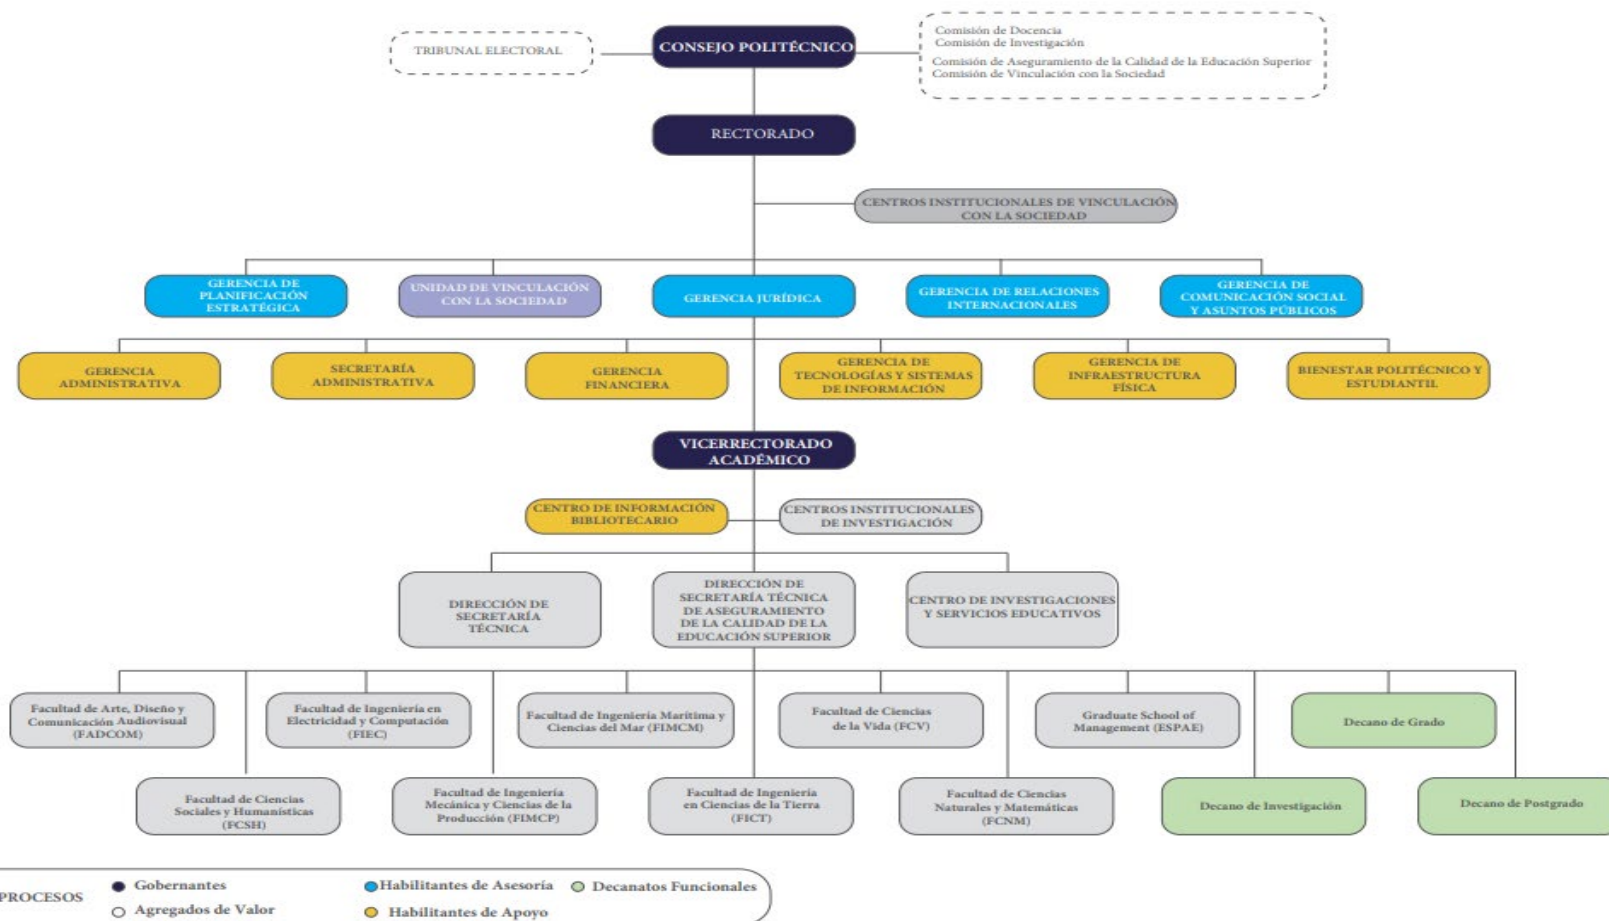 TRIBUNAL ELECTORAL
CONSEJO POLITÉCNICO
Comisión de Docencia
Comisión de Investigación
Comisión de Aseguramiento de la Calidad de la Educación Superior
Comisión de Vinculación con la Sociedad
RECTORADO
CENTROS INSTITUCIONALES DE VINCULACIÓN
CON LA SOCIEDAD
GERENCIA DE
PLANIFICACIÓN
ESTRATÉGICA
UNIDAD DE VINCULACIÓN
CON LA SOCIEDAD
GERENCIA JURÍDICA
GERENCIA DE RELACIONES
INTERNACIONALES
GERENCIA DE
COMUNICACIÓN SOCIAL
Y ASUNTOS PÚBLICOS
GERENCIA
ADMINISTRATIVA
SECRETARÍA
ADMINISTRATIVA
GERENCIA
FINANCIERA
GERENCIA DE
TECNOLOGÍAS Y SISTEMAS
DE INFORMACIÓN
GERENCIA DE
INFRAESTRUCTURA
FÍSICA
BIENESTAR POLITÉCNICO Y
ESTUDIANTIL
VICERRECTORADO
ACADÉMICO
CENTRO DE INFORMACIÓN
BIBLIOTECARIO
CENTROS INSTITUCIONALES
DE INVESTIGACIÓN
DIRECCIÓN DE
SECRETARÍA
TÉCNICA
DIRECCIÓN DE
SECRETARÍA TÉCNICA
DE ASEGURAMIENTO
DE LA CALIDAD DE LA
EDUCACIÓN SUPERIOR
CENTRO DE INVESTIGACIONES
Y SERVICIOS EDUCATIVOS
Facultad de Arte, Diseño y
Comunicación Audiovisual
(FADCOM)
Facultad de Ingeniería en
Electricidad y Computación
(FIEC)
Facultad de Ingeniería Marítima y
Ciencias del Mar (FIMCM)
Facultad de Ciencias
de la Vida (FCV)
Graduate School of
Management (ESPAE)
Decano de Grado
Facultad de Ciencias
Sociales y Humanísticas
(FCSH)
Facultad de Ingeniería
Mecánica y Ciencias de la
Producción (FIMCP)
Facultad de Ingeniería
en Ciencias de la Tierra
(FICT)
Facultad de Ciencias
Naturales y Matemáticas
(FCNM)
Decano de Investigación
Decano de Postgrado
PROCESOS
Gobernantes
Habilitantes de Asesoría
Decanatos Funcionales
Agregados de Valor
Habilitantes de Apoyo